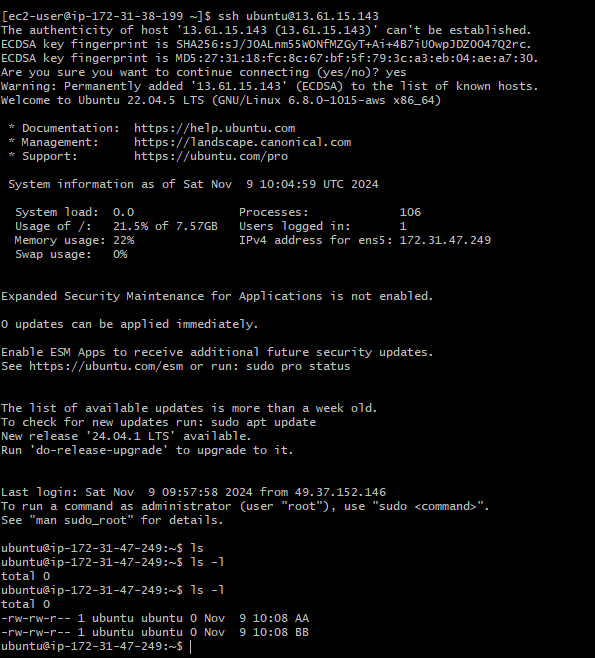 [ec2-user@ip-172-31-38-199 ~]$ ssh ubuntu@13.61.15.143
The authenticity of host '13.61.15.143 (13.61.15.143)' can't be established.
ECDSA key fingerprint is SHA256:sJ/JOALnm55WONfMZGyT+Ai+4B7iUOwpJDZOO47Q2rc.
ECDSA key fingerprint is MD5:27:31:18:fc:8c:67:bf:5f:79:3c:a3:eb:04:ae:a7:30.
Are you sure you want to continue connecting (yes/no)? yes
Warning: Permanently added '13.61.15.143' (ECDSA) to the list of known hosts.
Welcome to Ubuntu 22.04.5 LTS (GNU/Linux 6.8.0-1015-aws x86_64)
* Documentation:  https://help.ubuntu.com
* Management:     https://landscape.canonical.com
* Support:        https://ubuntu.com/pro
System information as of Sat Nov  9 10:04:59 UTC 2024
System load:  0.0                Processes:             106
Usage of /:   21.5% of 7.57GB   Users logged in:       1
Memory usage: 22%                IPv4 address for ens5: 172.31.47.249
Swap usage:   0%
Expanded Security Maintenance for Applications is not enabled.
0 updates can be applied immediately.
Enable ESM Apps to receive additional future security updates.
See https://ubuntu.com/esm or run: sudo pro status
The list of available updates is more than a week old.
To check for new updates run: sudo apt update
New release '24.04.1 LTS' available.
Run 'do-release-upgrade' to upgrade to it.
Last login: Sat Nov  9 09:57:58 2024 from 49.37.152.146
To run a command as administrator (user "root"), use "sudo <command>".
See "man sudo_root" for details.
ubuntu@ip-172-31-47-249:~$ ls
ubuntu@ip-172-31-47-249:~$ ls -l
total 0
ubuntu@ip-172-31-47-249:~$ ls -l
total 0
-rw-rw-r-- 1 ubuntu ubuntu 0 Nov  9 10:08 AA
-rw-rw-r-- 1 ubuntu ubuntu 0 Nov  9 10:08 BB
ubuntu@ip-172-31-47-249:~$